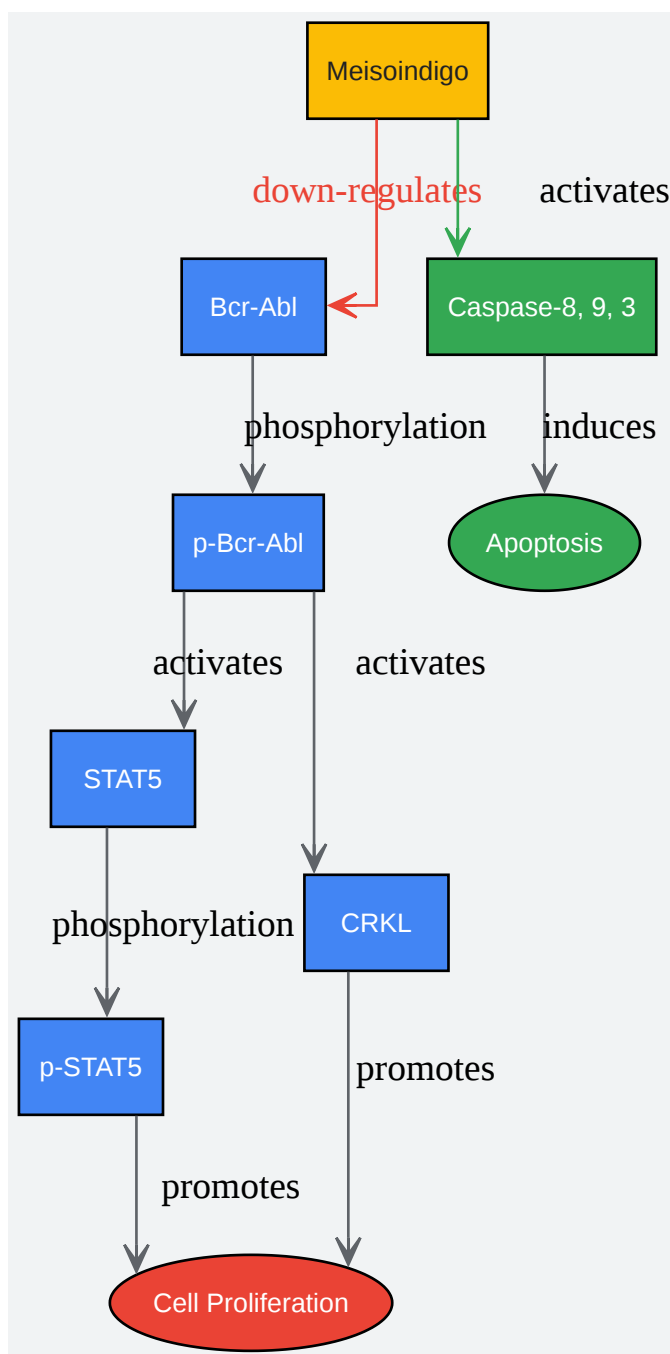 Meisoindigo
down-regulates
activates
Bcr-Abl
Caspase-8, 9, 3
phosphorylation
induces
p-Bcr-Abl
Apoptosis
activates
activates
STAT5
phosphorylation
CRKL
p-STAT5
promotes
promotes
Cell Proliferation